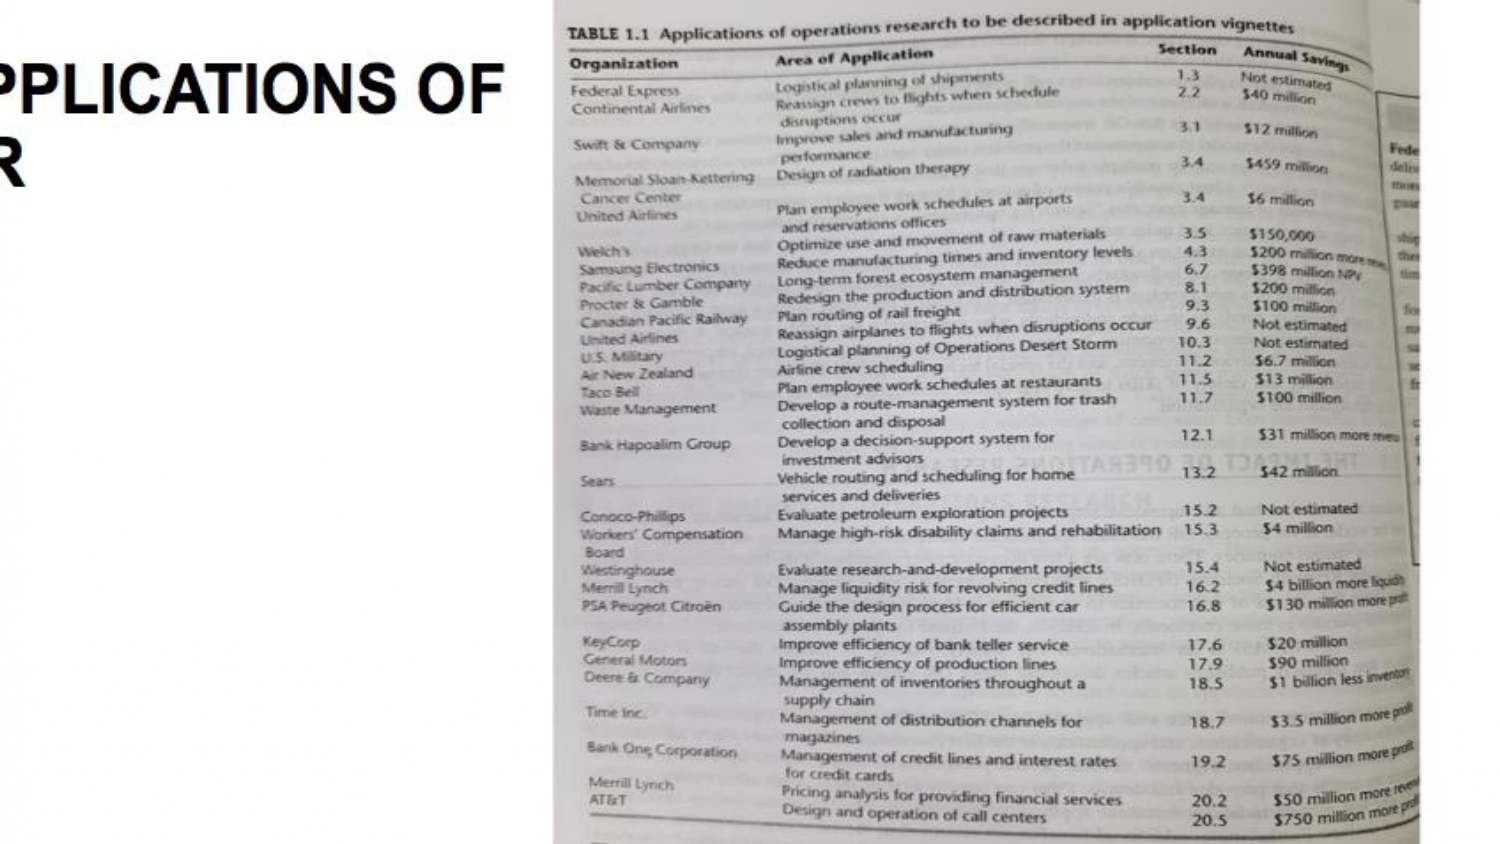 PPLICATIONS OF
R
TABLE 1.1 Applications of operations research to be described in application vignettes
Organization Area of Application Section Annual Savings
Federal Express Logistical planning of shipments 1.3 Not estimated
Continental Airlines Reassign crews to flights when schedule 2.2 $40 million
disruptions occur
Swift & Company Improve sales and manufacturing 3.1 $12 million
performance
Memorial Sloan-Kettering Design of radiation therapy 3.4 $459 million
Cancer Center
United Airlines Plan employee work schedules at airports 3.4 $6 million
and reservations offices
Welch's Optimize use and movement of raw materials 3.5 $150,000
Samsung Electronics Reduce manufacturing times and inventory levels 4.3 $200 million more
Pacific Lumber Company Long-term forest ecosystem management 6.7 $398 million NPV
Procter & Gamble Redesign the production and distribution system 8.1 $200 million
Canadian Pacific Railway Plan routing of rail freight 9.3 $100 million
United Airlines Reassign airplanes to flights when disruptions occur 9.6 Not estimated
U.S. Military Logistical planning of Operations Desert Storm 10.3 Not estimated
Air New Zealand Airline crew scheduling 11.2 $6.7 million
Taco Bell Plan employee work schedules at restaurants 11.5 $13 million
Waste Management Develop a route-management system for trash 11.7 $100 million
collection and disposal
Bank Hapoalim Group Develop a decision-support system for 12.1 $31 million more
investment advisors
Sears Vehicle routing and scheduling for home 13.2 $42 million
services and deliveries
Conoco-Phillips Evaluate petroleum exploration projects 15.2 Not estimated
Workers' Compensation Manage high-risk disability claims and rehabilitation 15.3 $4 million
Board
Westinghouse Evaluate research-and-development projects 15.4 Not estimated
Merrill Lynch Manage liquidity risk for revolving credit lines 16.2 $4 billion more
PSA Peugeot Citroën Guide the design process for efficient car 16.8 $130 million more profit
assembly plants
KeyCorp Improve efficiency of bank teller service 17.6 $20 million
General Motors Improve efficiency of production lines 17.9 $90 million
Deere & Company Management of inventories throughout a 18.5 $1 billion less inventory
supply chain
Time Inc. Management of distribution channels for 18.7 $3.5 million more profit
magazines
Bank One Corporation Management of credit lines and interest rates 19.2 $75 million more profit
for credit cards
Merrill Lynch Pricing analysis for providing financial services 20.2 $50 million more
AT&T Design and operation of call centers 20.5 $750 million more
Fede